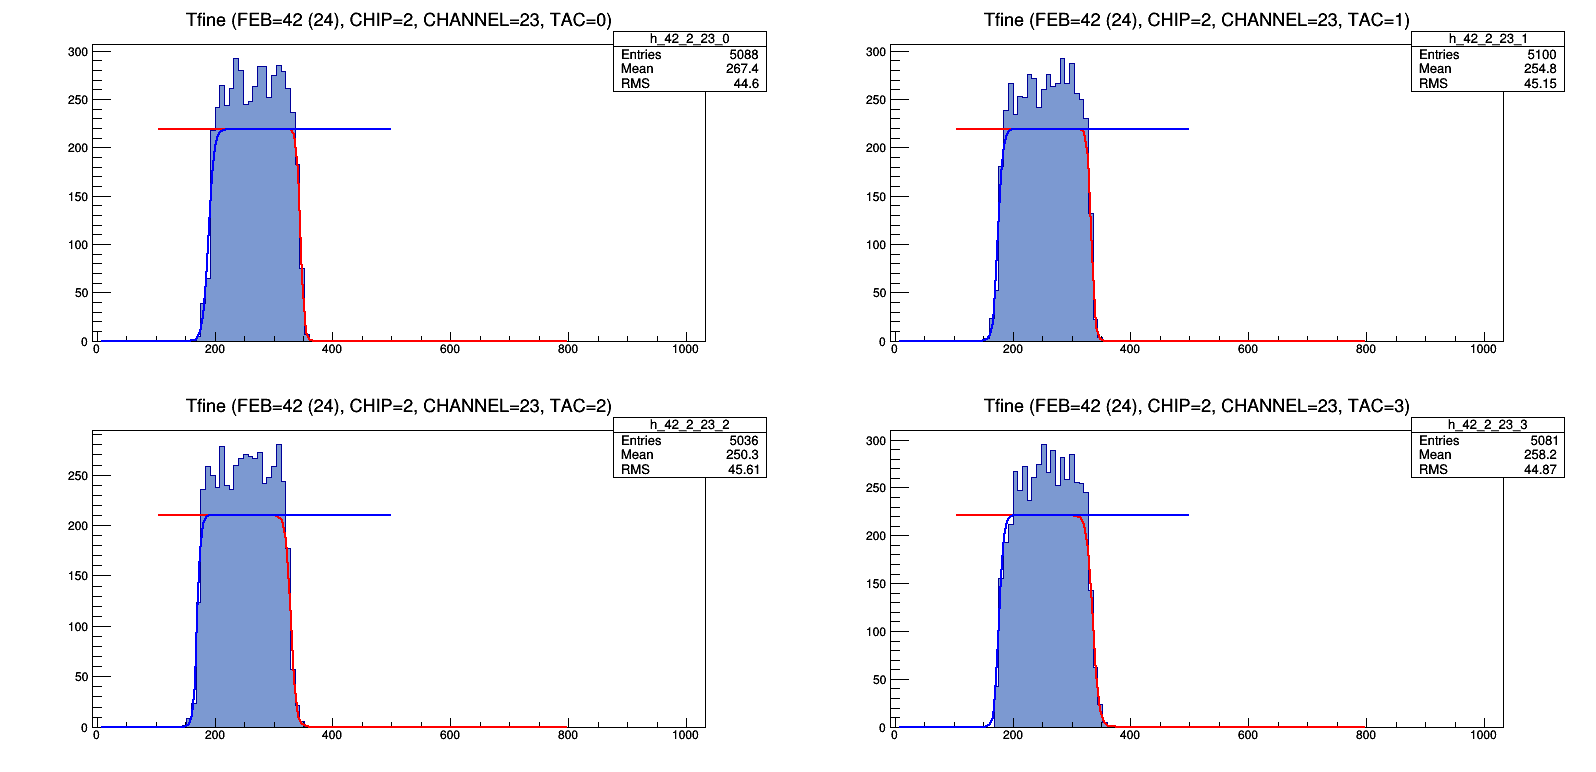 Tfine (FEB=42 (24), CHIP=2, CHANNEL=23, TAC=0)
h_42_2_23_0
Entries 5088
Mean 267.4
RMS 44.6
300
250
200
150
100
50
0
0 200 400 600 800 1000
Tfine (FEB=42 (24), CHIP=2, CHANNEL=23, TAC=1)
h_42_2_23_1
Entries 5100
Mean 254.8
RMS 45.15
300
250
200
150
100
50
0
0 200 400 600 800 1000
Tfine (FEB=42 (24), CHIP=2, CHANNEL=23, TAC=2)
h_42_2_23_2
Entries 5036
Mean 250.3
RMS 45.61
250
200
150
100
50
0
0 200 400 600 800 1000
Tfine (FEB=42 (24), CHIP=2, CHANNEL=23, TAC=3)
h_42_2_23_3
Entries 5081
Mean 258.2
RMS 44.87
300
250
200
150
100
50
0
0 200 400 600 800 1000